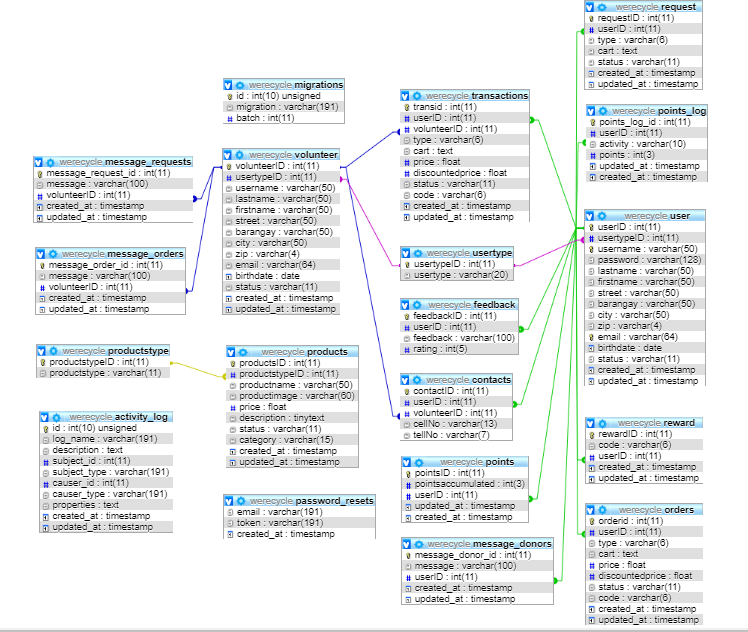 werecycle migrations
id : int(10) unsigned
migration : varchar(191)
batch : int(11)
werecycle message_requests
message_request_id : int(11)
message : varchar(100)
volunteerID : int(11)
created_at : timestamp
updated_at : timestamp
werecycle message_orders
message_order_id : int(11)
message : varchar(100)
volunteerID : int(11)
created_at : timestamp
updated_at : timestamp
werecycle productstype
productstypeID : int(11)
productstype : varchar(11)
werecycle activity_log
id : int(10) unsigned
log_name : varchar(191)
description : text
subject_id : int(11)
subject_type : varchar(191)
causer_id : int(11)
causer_type : varchar(191)
properties : text
created_at : timestamp
updated_at : timestamp
werecycle volunteer
volunteerID : int(11)
usertypeID : int(11)
username : varchar(50)
lastname : varchar(50)
firstname : varchar(50)
street : varchar(50)
barangay : varchar(50)
city : varchar(50)
zip : varchar(4)
email : varchar(64)
birthdate : date
status : varchar(11)
created_at : timestamp
updated_at : timestamp
werecycle products
productsID : int(11)
productstypeID : int(11)
productname : varchar(50)
productimage : varchar(60)
price : float
description : tinytext
status : varchar(11)
category : varchar(15)
created_at : timestamp
updated_at : timestamp
werecycle password_resets
email : varchar(191)
token : varchar(191)
created_at : timestamp
werecycle transactions
transid : int(11)
userID : int(11)
volunteerID : int(11)
type : varchar(6)
cart : text
price : float
discountedprice : float
status : varchar(11)
code : varchar(6)
created_at : timestamp
updated_at : timestamp
werecycle usertype
usertypeID : int(11)
usertype : varchar(20)
werecycle feedback
feedbackID : int(11)
userID : int(11)
feedback : varchar(100)
rating : int(5)
werecycle contacts
contactID : int(11)
userID : int(11)
volunteerID : int(11)
cellNo : varchar(13)
tellNo : varchar(7)
werecycle points
pointsID : int(11)
pointsaccumulated : int(3)
userID : int(11)
updated_at : timestamp
created_at : timestamp
werecycle message_donors
message_donor_id : int(11)
message : varchar(100)
userID : int(11)
created_at : timestamp
updated_at : timestamp
werecycle request
requestID : int(11)
userID : int(11)
type : varchar(6)
cart : text
status : varchar(11)
created_at : timestamp
updated_at : timestamp
werecycle points_log
points_log_id : int(11)
userID : int(11)
activity : varchar(10)
points : int(3)
updated_at : timestamp
created_at : timestamp
werecycle user
userID : int(11)
usertypeID : int(11)
username : varchar(50)
password : varchar(128)
lastname : varchar(50)
firstname : varchar(50)
street : varchar(50)
barangay : varchar(50)
city : varchar(50)
zip : varchar(4)
email : varchar(64)
birthdate : date
status : varchar(11)
created_at : timestamp
updated_at : timestamp
werecycle reward
rewardID : int(11)
code : varchar(6)
userID : int(11)
created_at : timestamp
updated_at : timestamp
werecycle orders
orderid : int(11)
userID : int(11)
type : varchar(6)
cart : text
price : float
discountedprice : float
status : varchar(11)
code : varchar(6)
created_at : timestamp
updated_at : timestamp